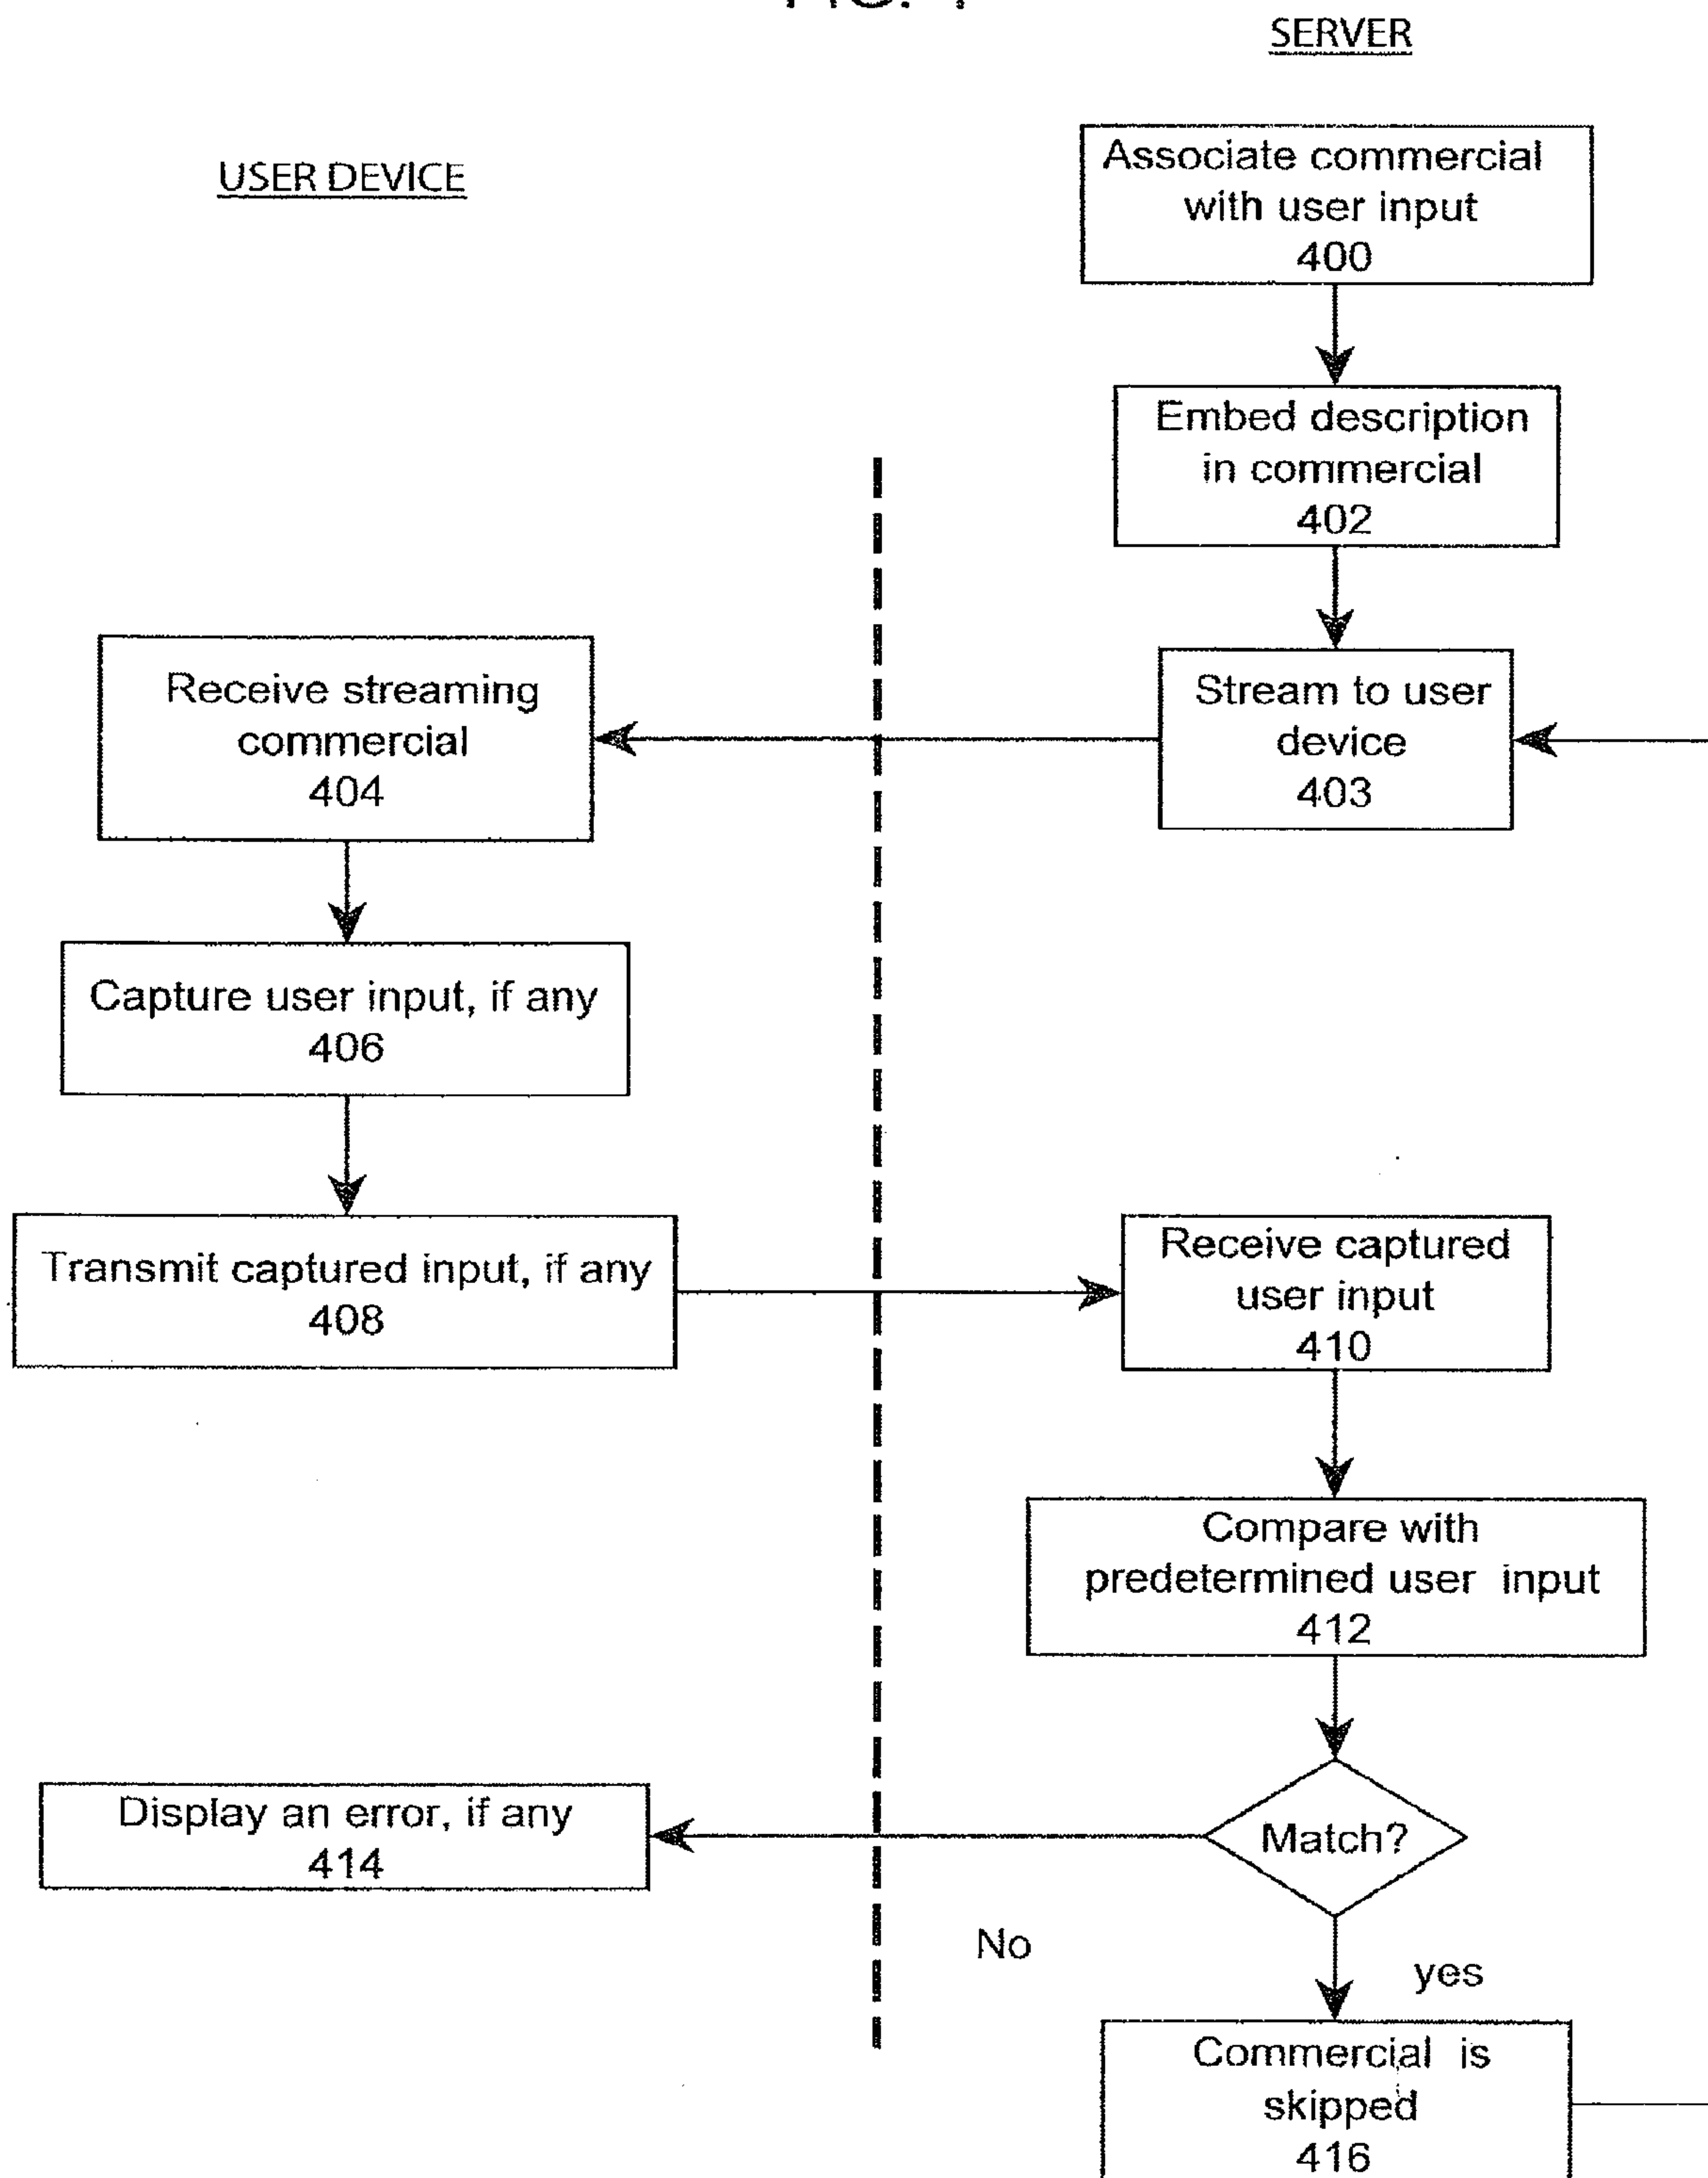 SERVER
USER DEVICE
Associate commercial
with user input
400
Embed description
in commercial
402
Receive streaming
commercial
404
Stream to user
device
403
Capture user input, if any
406
Transmit captured input, if any
408
Receive captured
user input
410
Compare with
predetermined user input
412
Display an error, if any
414
Match?
No
yes
Commercial is
skipped
416